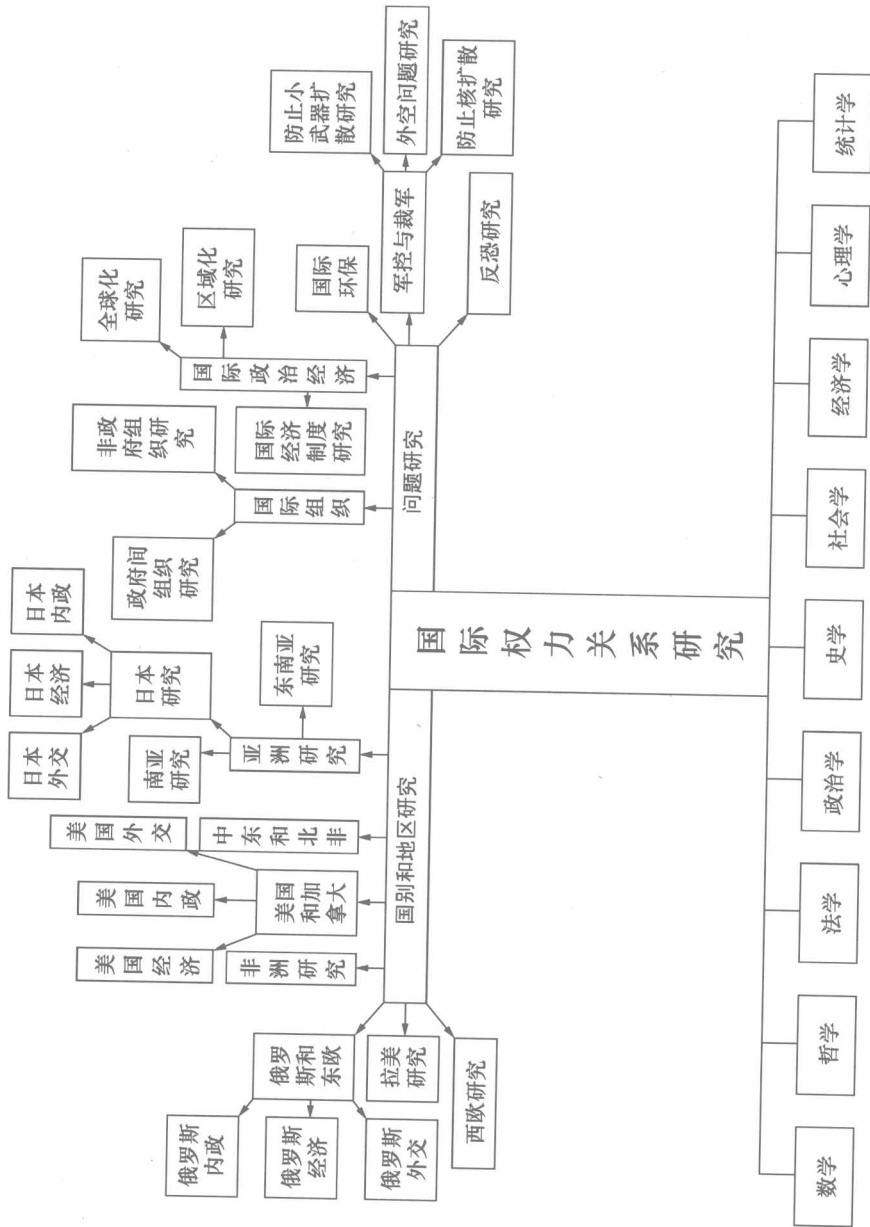 日本
外交
日本
经济
日本
内政
美国经济
美国内政
美国外交
南亚
研究
日本
研究
政府间
组织
研究
非政
府组
织研
究
全球化
研究
俄罗斯
内政
俄罗斯
经济
俄罗斯
外交
俄罗
斯和
东欧
非洲研究
美国
和加
拿大
中东和北非
亚洲研究
东南亚
研究
国际组织
国际
经济
制度
研究
国际政治经济
区域化
研究
拉美
研究
西欧研究
国别和地区研究
问题研究
国际
环保
军控与裁军
反恐研究
防止小
武器扩
散研究
外空问题研究
防止核扩散
研究
国际权力关系研究
数学
哲学
法学
政治学
史学
社会学
经济学
心理学
统计学